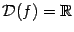 𝒟(f) = ℝ